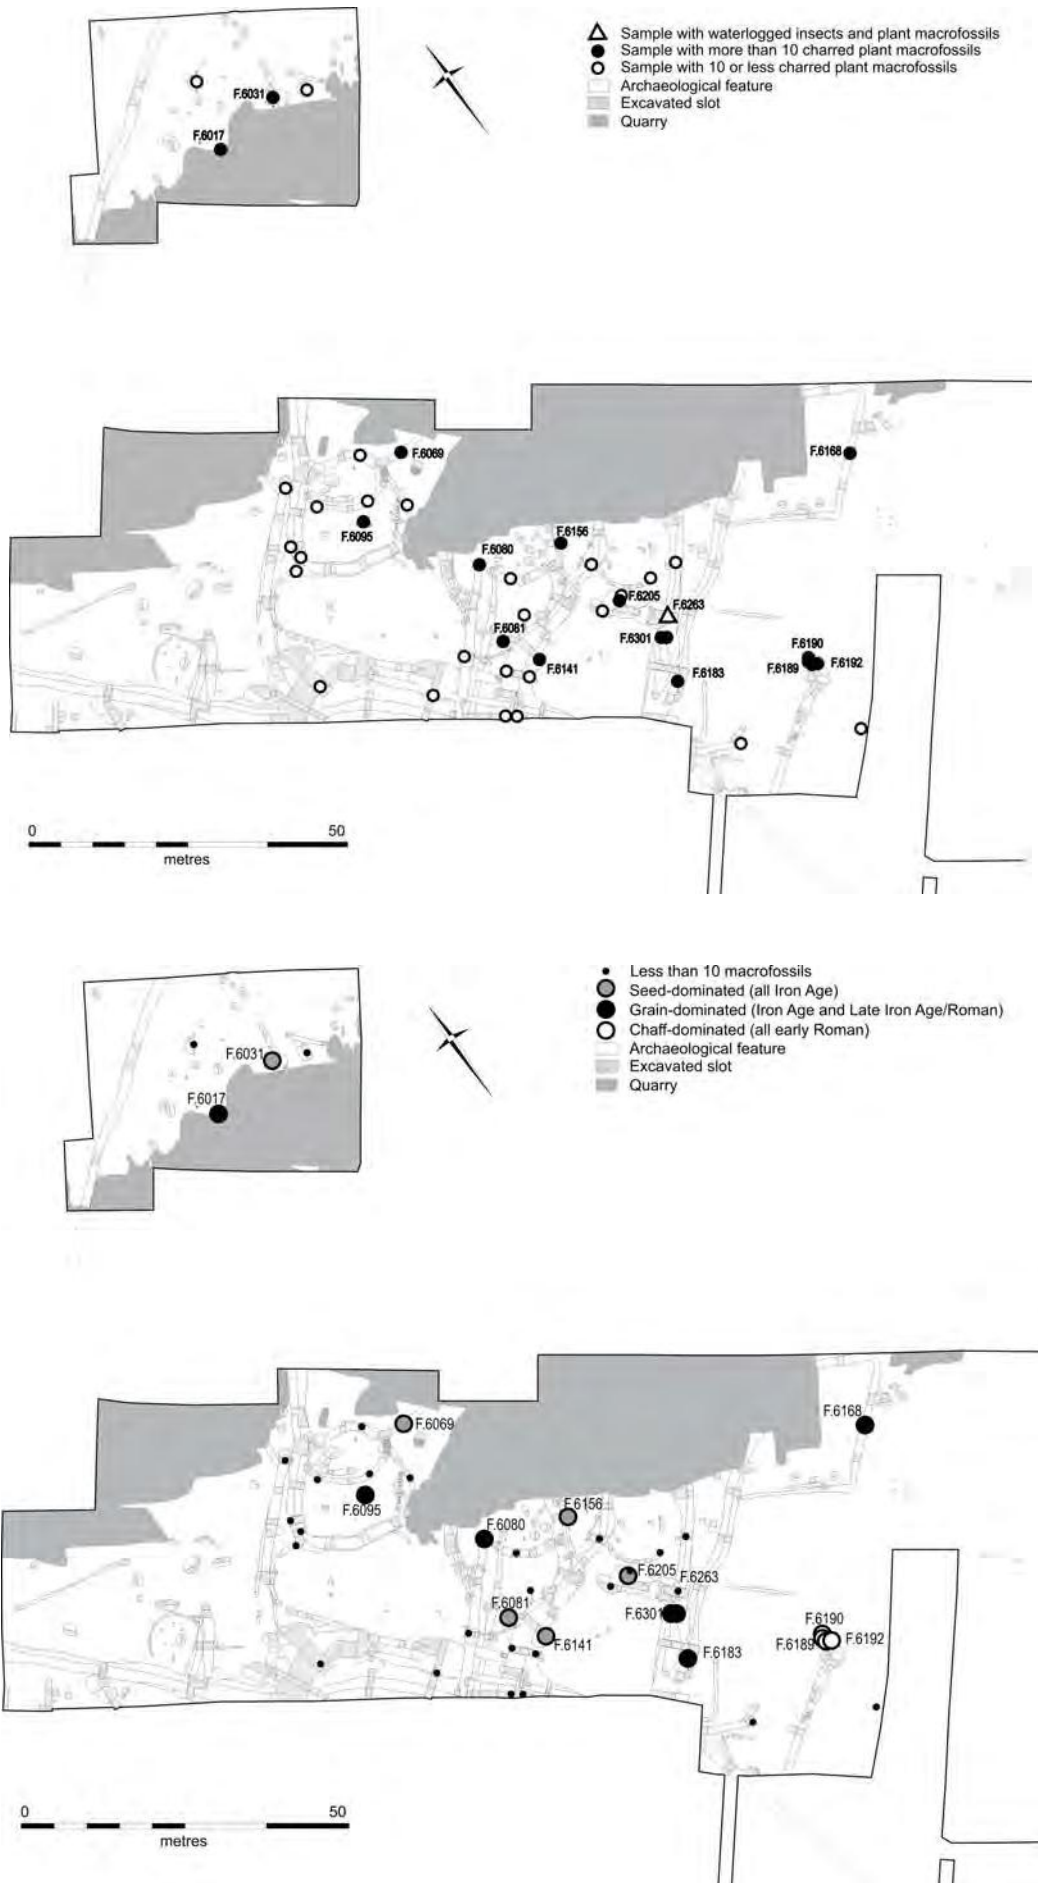 Sample with waterlogged insects and plant macrofossils
Sample with more than 10 charred plant macrofossils
Sample with 10 or less charred plant macrofossils
Archaeological feature
Excavated slot
Quarry
F.6031
F.6017
F.6069
F.6168
F.6095
F.6156
F.6080
F.6205
F.6263
F.6081
F.6301
F.6141
F.6190
F.6189
F.6192
F.6183
0 50
metres
Less than 10 macrofossils
Seed-dominated (all Iron Age)
Grain-dominated (Iron Age and Late Iron Age/Roman)
Chaff-dominated (all early Roman)
Archaeological feature
Excavated slot
Quarry
F.6031
F.6017
F.6069
F.6168
F.6095
F.6156
F.6080
F.6205
F.6263
F.6081
F.6301
F.6141
F.6190
F.6189
F.6192
F.6183
0 50
metres